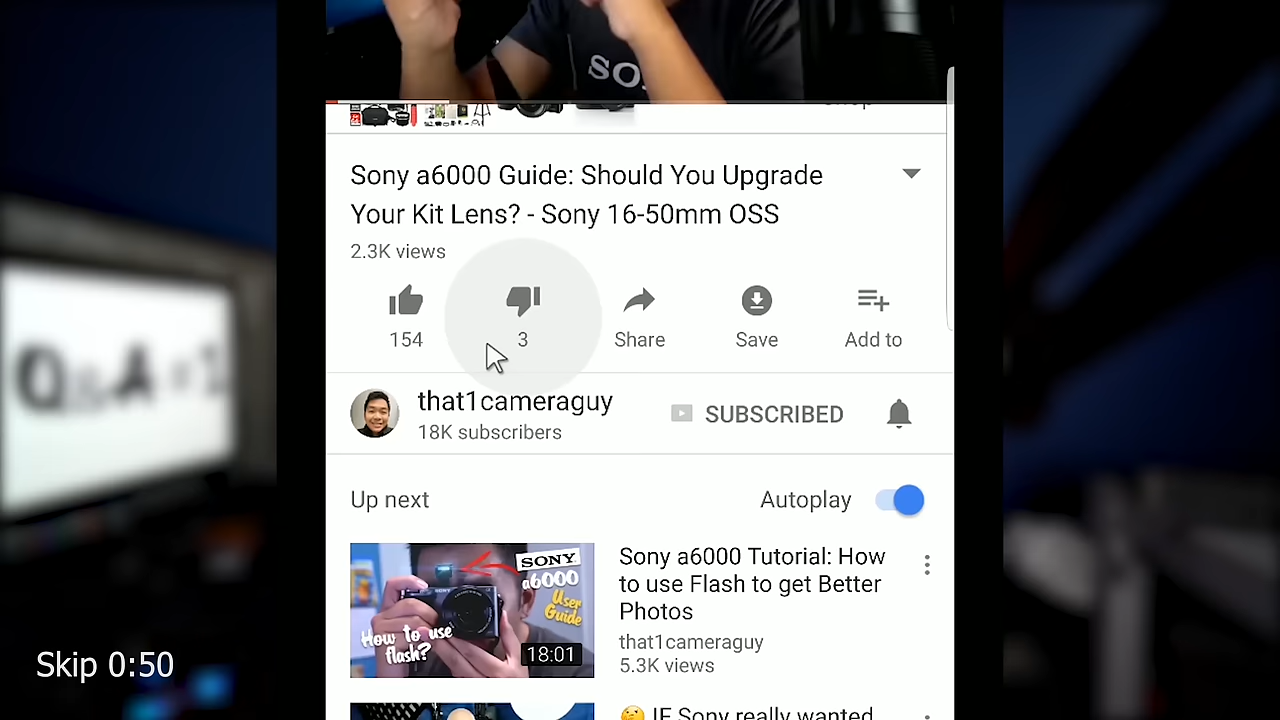 SO
Sony a6000 Guide: Should You Upgrade
Your Kit Lens? - Sony 16-50mm OSS
2.3K views
154
3
Share
Save
Add to
that1cameraguy
18K subscribers
SUBSCRIBED
Up next
Autoplay
SONY
a6000
User
Guide
How to use
flash?
18:01
Sony a6000 Tutorial: How
to use Flash to get Better
Photos
that1cameraguy
5.3K views
🤔 IF Sony really wanted
Skip 0:50